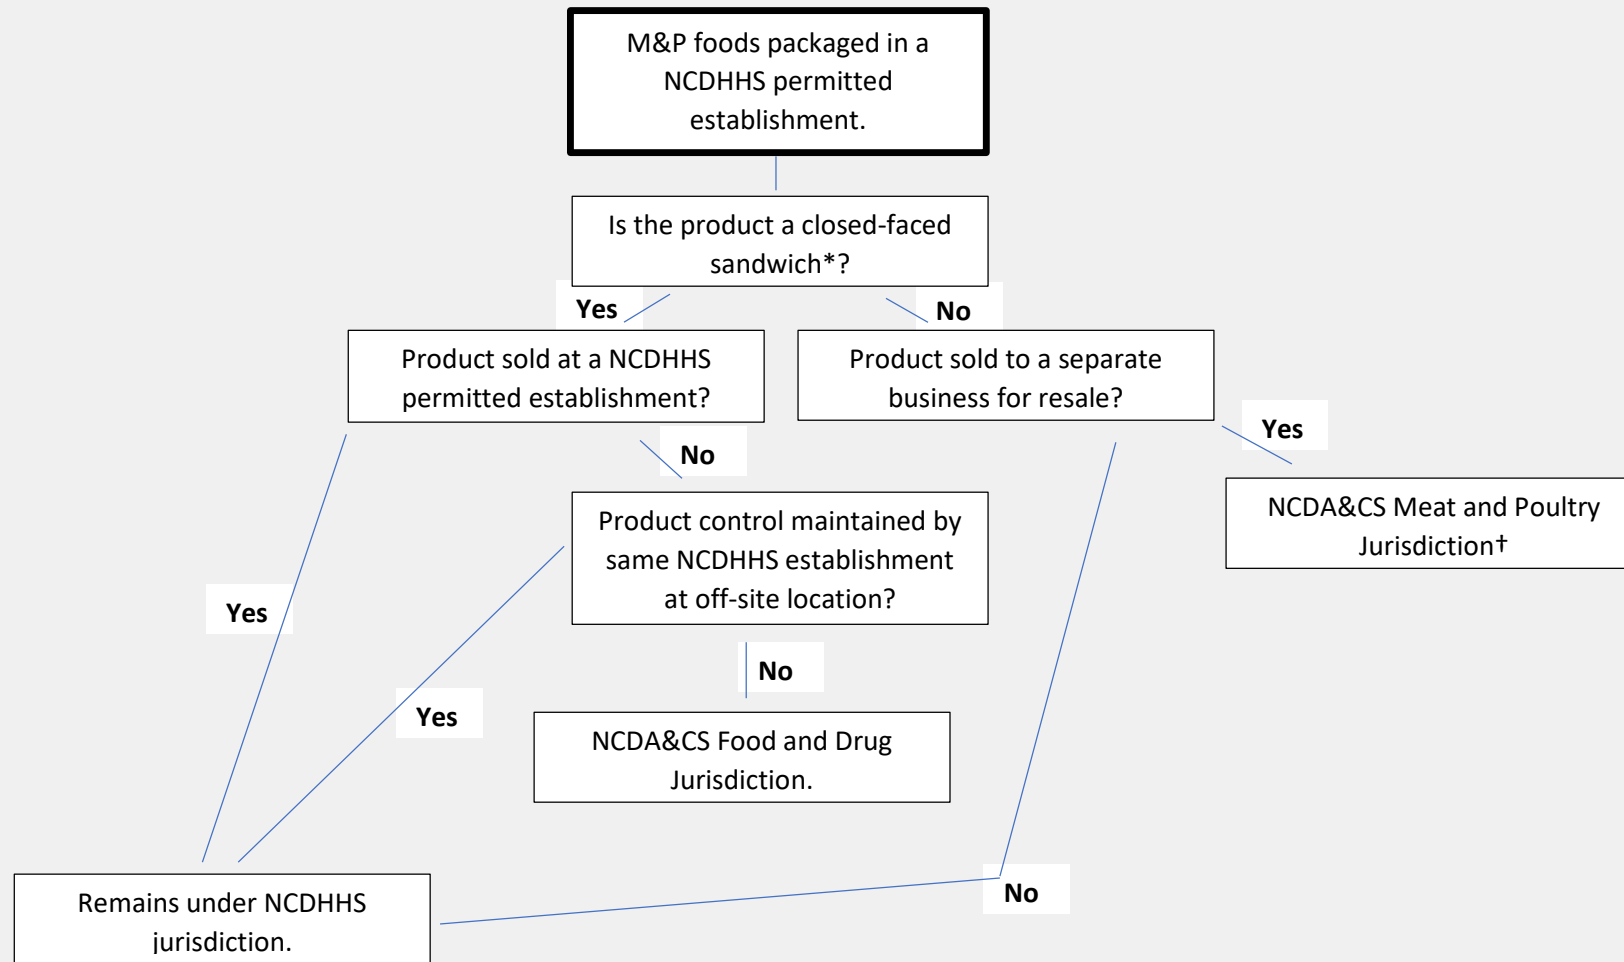 M&P foods packaged in a
NCDHHS permitted
establishment.
Is the product a closed-faced
sandwich*?
Yes
No
Product sold at a NCDHHS
permitted establishment?
Product sold to a separate
business for resale?
Yes
No
NCDA&CS Meat and Poultry
Jurisdiction†
Product control maintained by
same NCDHHS establishment
at off-site location?
Yes
No
Yes
NCDA&CS Food and Drug
Jurisdiction.
No
Remains under NCDHHS
jurisdiction.